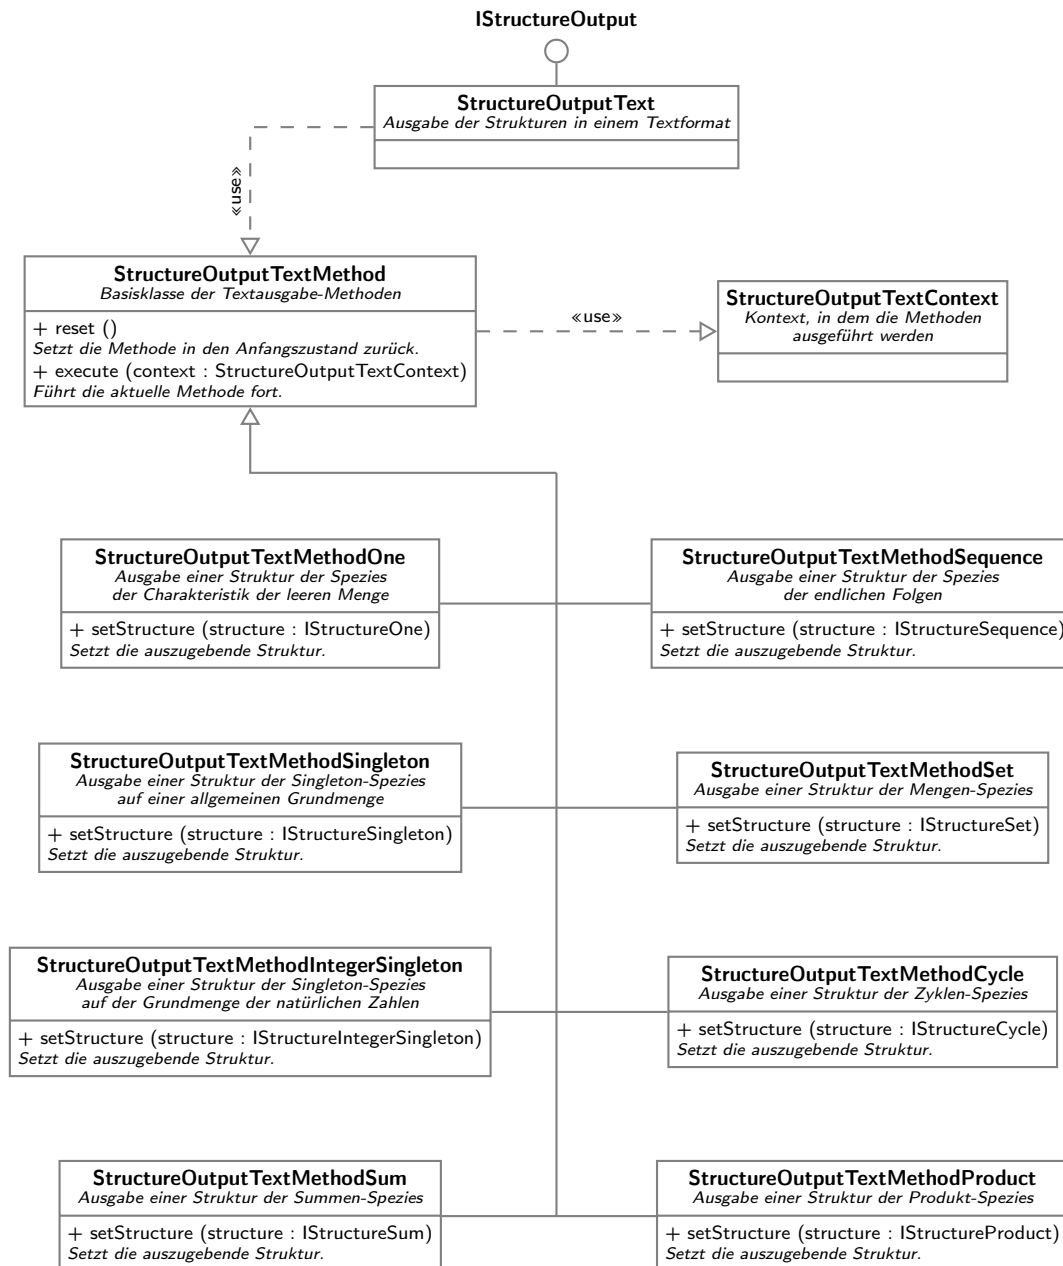 IStructureOutput
StructureOutputText
Ausgabe der Strukturen in einem Textformat
«use»
StructureOutputTextMethod
Basisklasse der Textausgabe-Methoden
+ reset ()
Setzt die Methode in den Anfangszustand zurück.
+ execute (context : StructureOutputTextContext)
Führt die aktuelle Methode fort.
«use»
StructureOutputTextContext
Kontext, in dem die Methoden
ausgeführt werden
StructureOutputTextMethodOne
Ausgabe einer Struktur der Spezies
der Charakteristik der leeren Menge
+ setStructure (structure : IStructureOne)
Setzt die auszugebende Struktur.
StructureOutputTextMethodSequence
Ausgabe einer Struktur der Spezies
der endlichen Folgen
+ setStructure (structure : IStructureSequence)
Setzt die auszugebende Struktur.
StructureOutputTextMethodSingleton
Ausgabe einer Struktur der Singleton-Spezies
auf einer allgemeinen Grundmenge
+ setStructure (structure : IStructureSingleton)
Setzt die auszugebende Struktur.
StructureOutputTextMethodSet
Ausgabe einer Struktur der Mengen-Spezies
+ setStructure (structure : IStructureSet)
Setzt die auszugebende Struktur.
StructureOutputTextMethodIntegerSingleton
Ausgabe einer Struktur der Singleton-Spezies
auf der Grundmenge der natürlichen Zahlen
+ setStructure (structure : IStructureIntegerSingleton)
Setzt die auszugebende Struktur.
StructureOutputTextMethodCycle
Ausgabe einer Struktur der Zyklen-Spezies
+ setStructure (structure : IStructureCycle)
Setzt die auszugebende Struktur.
StructureOutputTextMethodSum
Ausgabe einer Struktur der Summen-Spezies
+ setStructure (structure : IStructureSum)
Setzt die auszugebende Struktur.
StructureOutputTextMethodProduct
Ausgabe einer Struktur der Produkt-Spezies
+ setStructure (structure : IStructureProduct)
Setzt die auszugebende Struktur.